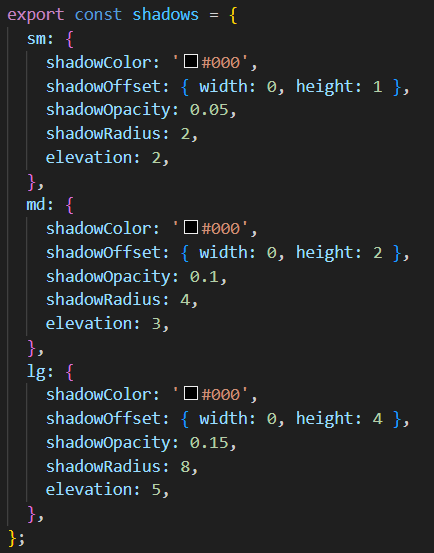 export const shadows = {
  sm: {
    shadowColor: '#000',
    shadowOffset: { width: 0, height: 1 },
    shadowOpacity: 0.05,
    shadowRadius: 2,
    elevation: 2,
  },
  md: {
    shadowColor: '#000',
    shadowOffset: { width: 0, height: 2 },
    shadowOpacity: 0.1,
    shadowRadius: 4,
    elevation: 3,
  },
  lg: {
    shadowColor: '#000',
    shadowOffset: { width: 0, height: 4 },
    shadowOpacity: 0.15,
    shadowRadius: 8,
    elevation: 5,
  },
};